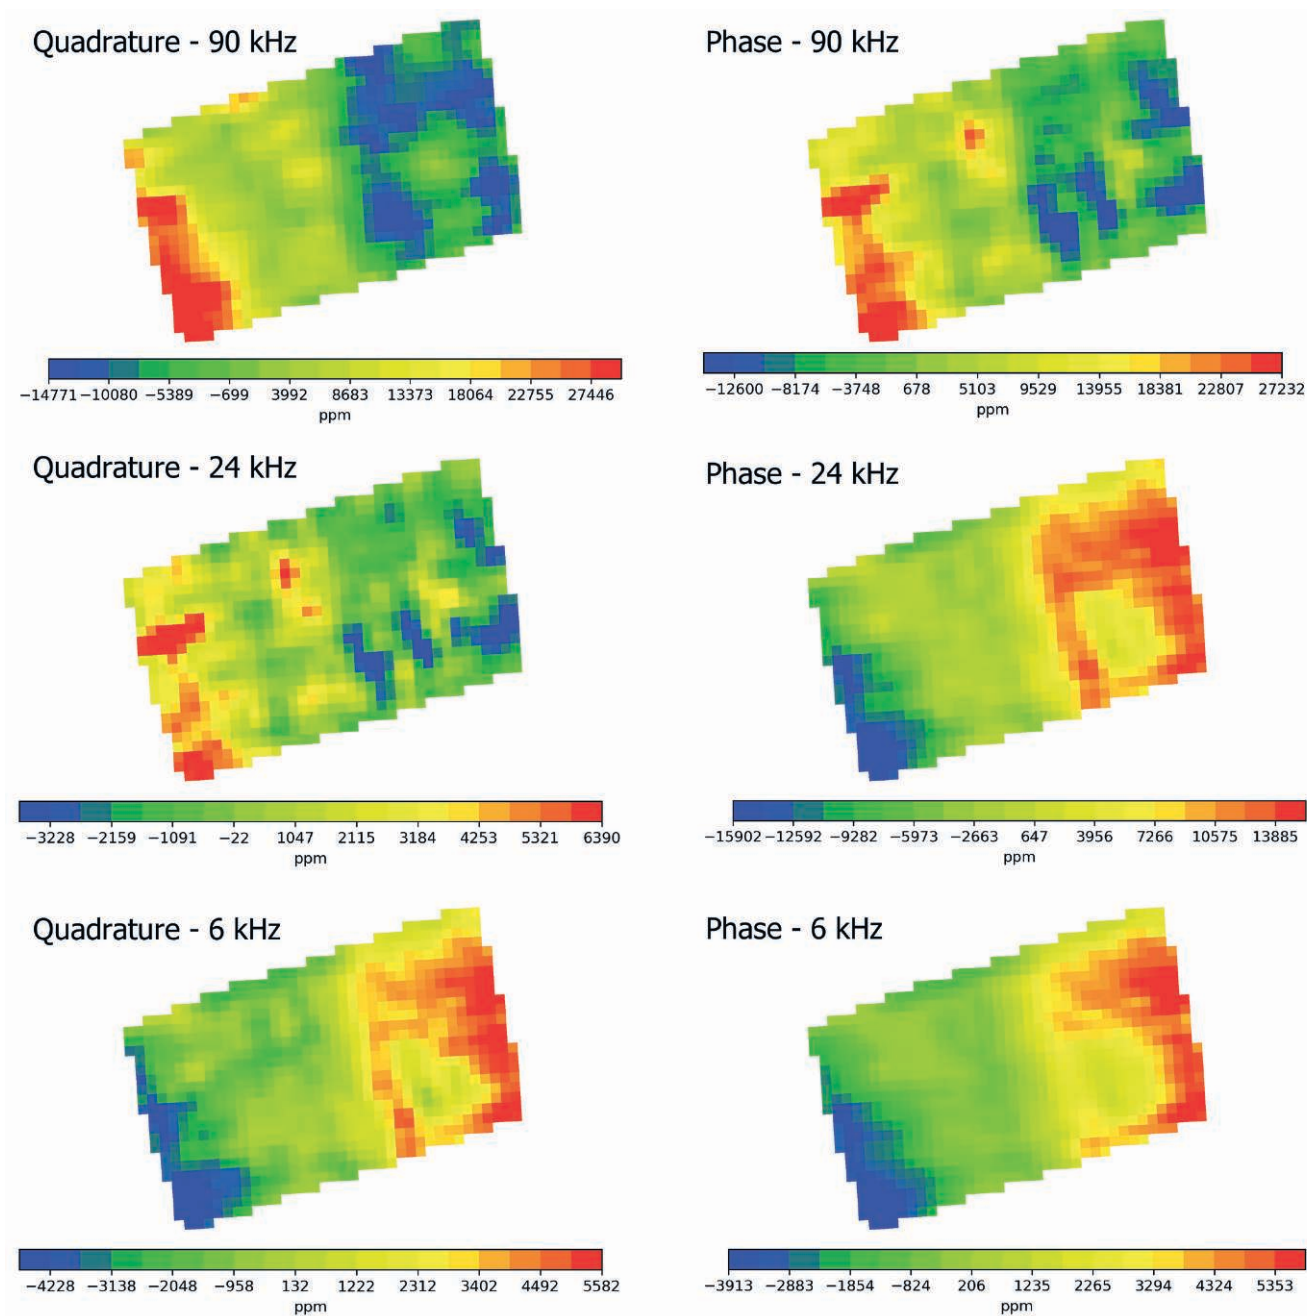 Quadrature - 90 kHz
Phase - 90 kHz
−14771 −10080 −5389 −699 3992 8683 13373 18064 22755 27446
ppm
−12600 −8174 −3748 678 5103 9529 13955 18381 22807 27232
ppm
Quadrature - 24 kHz
Phase - 24 kHz
−3228 −2159 −1091 −22 1047 2115 3184 4253 5321 6390
ppm
−15902 −12592 −9282 −5973 −2663 647 3956 7266 10575 13885
ppm
Quadrature - 6 kHz
Phase - 6 kHz
−4228 −3138 −2048 −958 132 1222 2312 3402 4492 5582
ppm
−3913 −2883 −1854 −824 206 1235 2265 3294 4324 5353
ppm